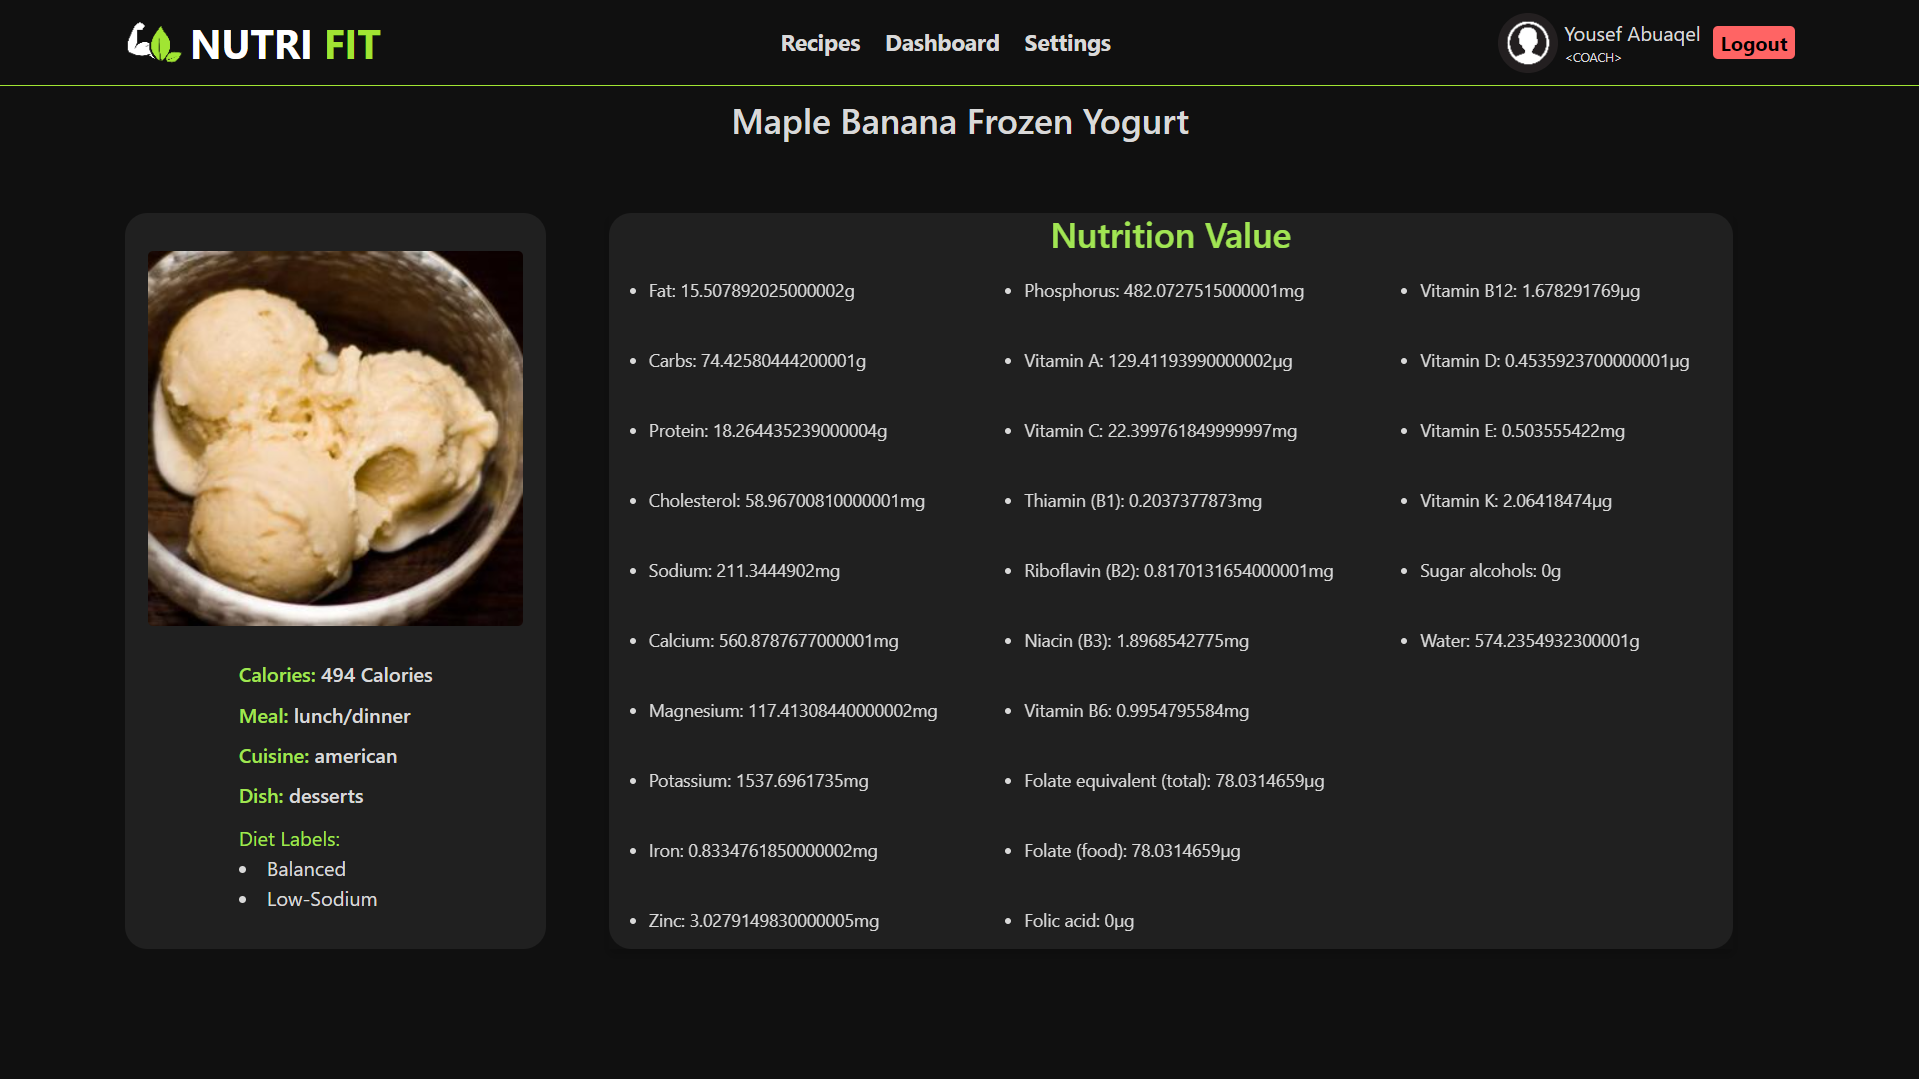 NUTRI FIT
Recipes Dashboard Settings
Yousef Abuaqel
<COACH>
Logout
Maple Banana Frozen Yogurt
Calories: 494 Calories
Meal: lunch/dinner
Cuisine: american
Dish: desserts
Diet Labels:
• Balanced
• Low-Sodium
Nutrition Value
• Fat: 15.507892025000002g
• Carbs: 74.42580444200001g
• Protein: 18.264435239000004g
• Cholesterol: 58.96700810000001mg
• Sodium: 211.3444902mg
• Calcium: 560.8787677000001mg
• Magnesium: 117.41308440000002mg
• Potassium: 1537.6961735mg
• Iron: 0.8334761850000002mg
• Zinc: 3.0279149830000005mg
• Phosphorus: 482.0727515000001mg
• Vitamin A: 129.41193990000002µg
• Vitamin C: 22.399761849999997mg
• Thiamin (B1): 0.2037377873mg
• Riboflavin (B2): 0.8170131654000001mg
• Niacin (B3): 1.8968542775mg
• Vitamin B6: 0.9954795584mg
• Folate equivalent (total): 78.0314659µg
• Folate (food): 78.0314659µg
• Folic acid: 0µg
• Vitamin B12: 1.678291769µg
• Vitamin D: 0.4535923700000001µg
• Vitamin E: 0.503555422mg
• Vitamin K: 2.06418474µg
• Sugar alcohols: 0g
• Water: 574.2354932300001g